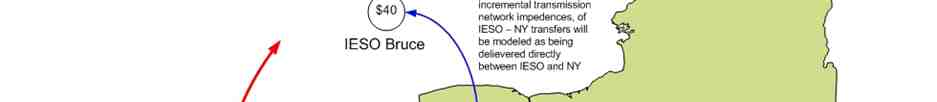 incremental transmission
$40
network impedences, of
IESO – NY transfers will
IESO Bruce
be modeled as being
delievered directly
between IESO and NY